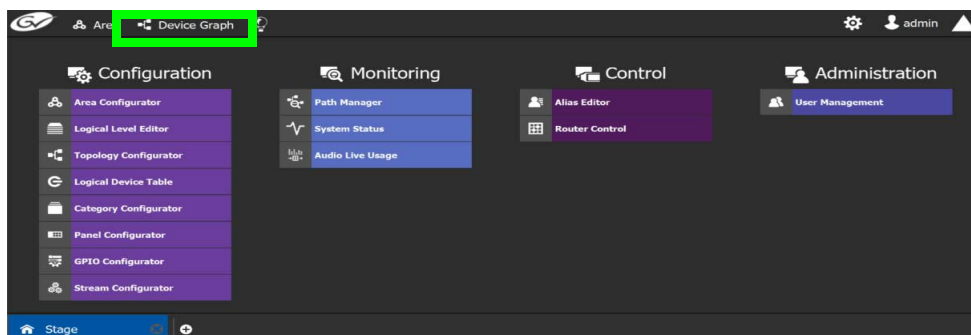 GV Are Device Graph admin
Configuration Monitoring Control Administration
Area Configurator Path Manager Alias Editor User Management
Logical Level Editor System Status Router Control
Topology Configurator Audio Live Usage
Logical Device Table
Category Configurator
Panel Configurator
GPIO Configurator
Stream Configurator
Stage